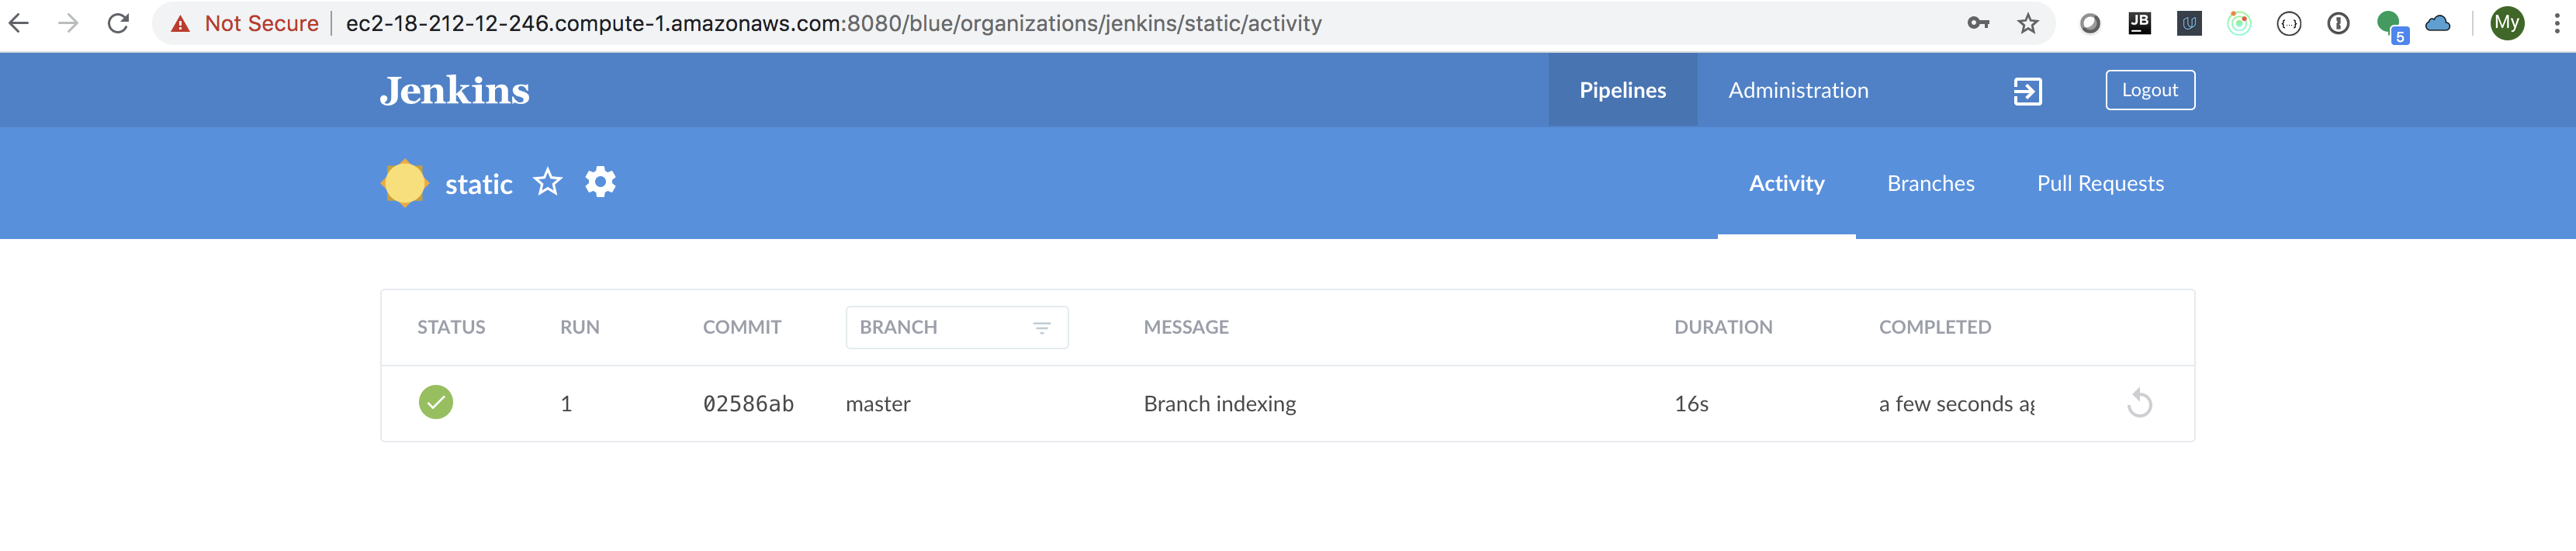 Not Secure ec2-18-212-12-246.compute-1.amazonaws.com:8080/blue/organizations/jenkins/static/activity JB {...} 5 My
Jenkins Pipelines Administration Logout
static Activity Branches Pull Requests
STATUS RUN COMMIT BRANCH MESSAGE DURATION COMPLETED
1 02586ab master Branch indexing 16s a few seconds ag